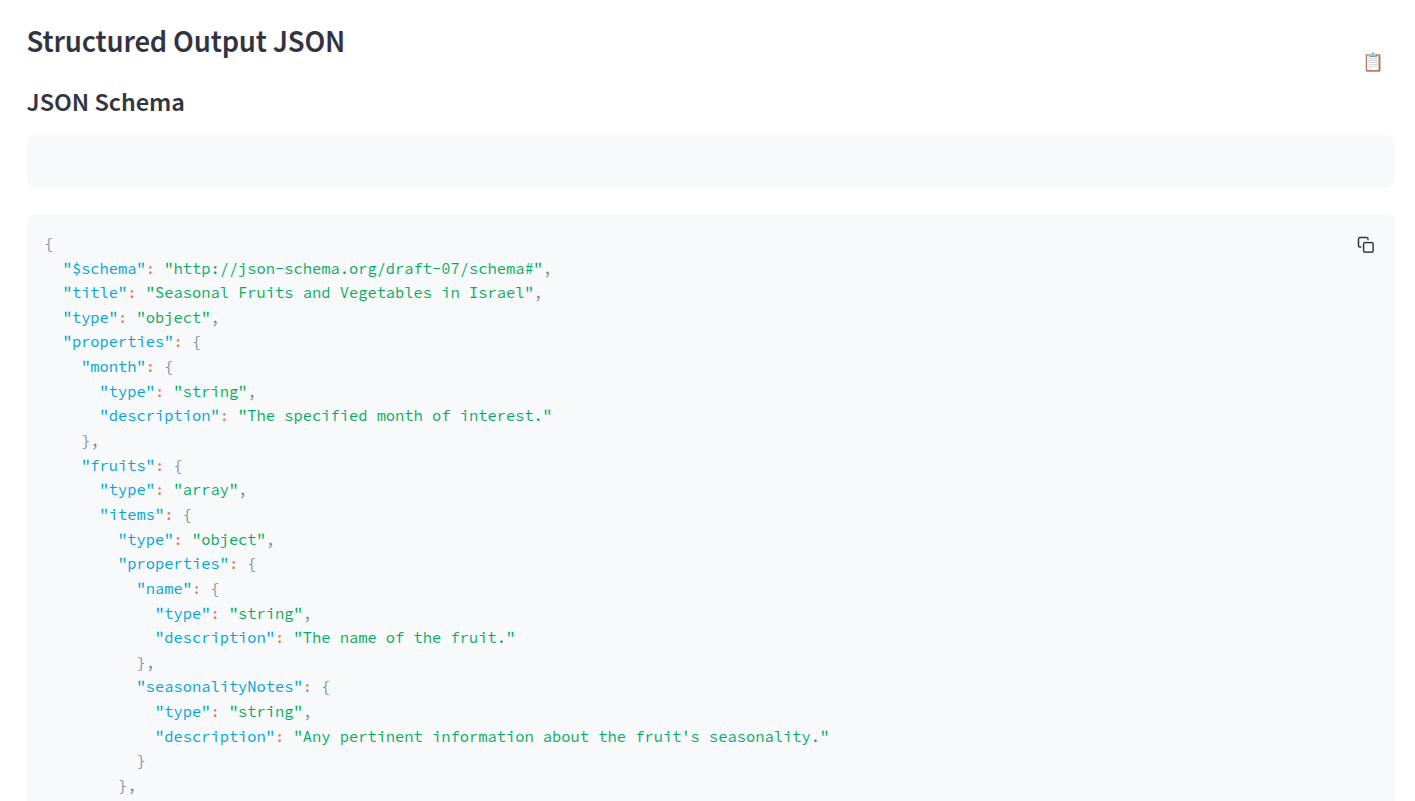 Structured Output JSON
JSON Schema
{
  "$schema": "http://json-schema.org/draft-07/schema#",
  "title": "Seasonal Fruits and Vegetables in Israel",
  "type": "object",
  "properties": {
    "month": {
      "type": "string",
      "description": "The specified month of interest."
    },
    "fruits": {
      "type": "array",
      "items": {
        "type": "object",
        "properties": {
          "name": {
            "type": "string",
            "description": "The name of the fruit."
          },
          "seasonalityNotes": {
            "type": "string",
            "description": "Any pertinent information about the fruit's seasonality."
          }
        },